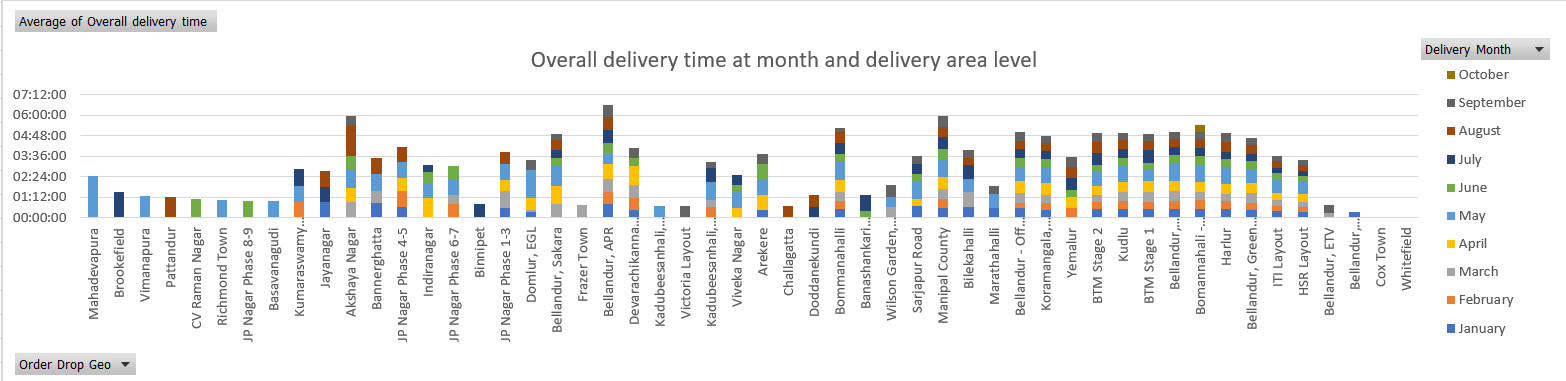 Average of Overall delivery time
Overall delivery time at month and delivery area level
Delivery Month
October
September
August
July
June
May
April
March
February
January
07:12:00
06:00:00
04:48:00
03:36:00
02:24:00
01:12:00
00:00:00
Mahadevapura
Brookefield
Vimanapura
Pattandur
CV Raman Nagar
Richmond Town
JP Nagar Phase 8-9
Basavanagudi
Kumaraswamy…
Jayanagar
Akshaya Nagar
Bannerghatta
JP Nagar Phase 4-5
Indiranagar
JP Nagar Phase 6-7
Binnipet
JP Nagar Phase 1-3
Domlur, EGL
Bellandur, Sakara
Frazer Town
Bellandur, APR
Devarachikanna…
Kadubeesanhali,…
Victoria Layout
Kadubeesanhali,…
Viveka Nagar
Arekere
Challagatta
Doddanekundi
Bommanahalli
Banashankari…
Wilson Garden,…
Sarjapur Road
Manipal County
Bilekahalli
Marathahalli
Bellandur - Off…
Koramangala,…
Yemalur
BTM Stage 2
Kudlu
BTM Stage 1
Bellandur,…
Bomannahali -…
Harlur
Bellandur, Green…
ITI Layout
HSR Layout
Bellandur, ETV
Bellandur,…
Cox Town
Whitefield
Order Drop Geo